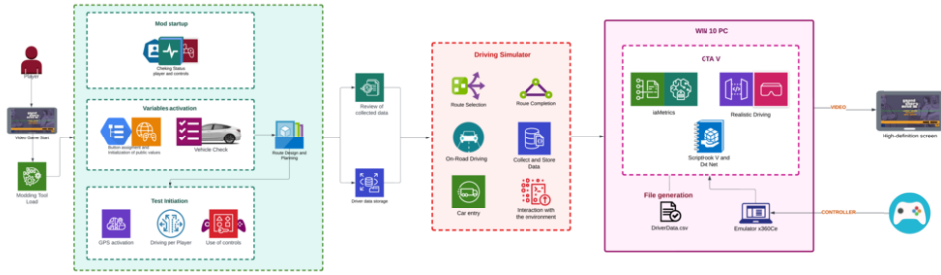 Player
Video Game Start
Modding Tool
Load
Mod startup
Cheking Status
player and controls
Variables activation
Button assigment and
initialization of public values
Vehicle Check
Route Design and
Planning
Test Initiation
GPS activation
Driving per Player
Use of controls
Review of
collected data
Driver data storage
Driving Simulater
Route Selection
Route Completion
On-Road Driving
Collect and Store
Data
Car entry
Interaction with
the environment
WIN 10 PC
GTA V
iaMetrics
Realistic Driving
ScriptHook V and
Dé Net
File generation
DriverData.csv
Emulator x360Ce
VIDEO
High-definition screen
CONTROLLER